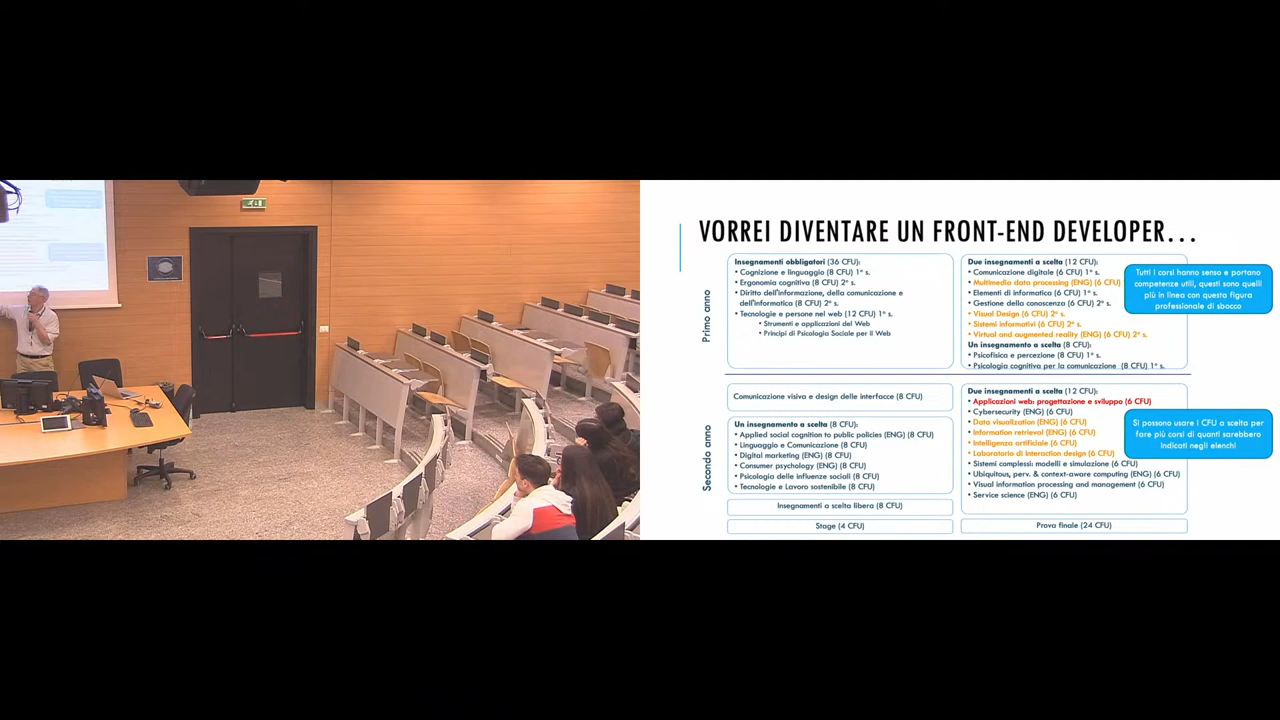 VORREI DIVENTARE UN FRONT-END DEVELOPER...
Primo anno
Insegnamenti obbligatori (36 CFU):
• Cognizione e linguaggio (8 CFU) 1° s.
• Ergonomia cognitiva (8 CFU) 2° s.
• Diritto dell'informazione, della comunicazione e
dell'informatica (8 CFU) 2° s.
• Tecnologie e persone nel web (12 CFU) 1° s.
• Strumenti e applicazioni del Web
• Principi di Psicologia Sociale per il Web
Due insegnamenti a scelta (12 CFU):
• Comunicazione digitale (6 CFU) 1° s.
• Multimedia data processing (ENG) (6 CFU)
• Elementi di informatica (6 CFU) 1° s.
• Gestione della conoscenza (6 CFU) 2° s.
• Visual Design (6 CFU) 2° s.
• Sistemi informativi (6 CFU) 2° s.
• Virtual and augmented reality (ENG) (6 CFU) 2° s.
Un insegnamento a scelta (8 CFU):
• Psicofisica e percezione (8 CFU) 1° s.
• Psicologia cognitiva per la comunicazione (8 CFU) 1° s.
Tutti i corsi hanno senso e portano
competenze utili, questi sono quelli
più in linea con questa figura
professionale di sbocco
Secondo anno
Comunicazione visiva e design delle interfacce (8 CFU)
Un insegnamento a scelta (8 CFU):
• Applied social cognition to public policies (ENG) (8 CFU)
• Linguaggio e Comunicazione (8 CFU)
• Digital marketing (ENG) (8 CFU)
• Consumer psychology (ENG) (8 CFU)
• Psicologia delle influenze sociali (8 CFU)
• Tecnologie e Lavoro sostenibile (8 CFU)
Insegnamenti a scelta libera (8 CFU)
Stage (4 CFU)
Due insegnamenti a scelta (12 CFU):
• Applicazioni web: progettazione e sviluppo (6 CFU)
• Cybersecurity (ENG) (6 CFU)
• Data visualization (ENG) (6 CFU)
• Information retrieval (ENG) (6 CFU)
• Intelligenza artificiale (6 CFU)
• Laboratorio di Interaction design (6 CFU)
• Sistemi complessi: modelli e simulazione (6 CFU)
• Ubiquitous, perv. & context-aware computing (ENG) (6 CFU)
• Visual information processing and management (6 CFU)
• Service science (ENG) (6 CFU)
Prova finale (24 CFU)
Si possono usare i CFU a scelta per
fare più corsi di quanti sarebbero
indicati negli elenchi